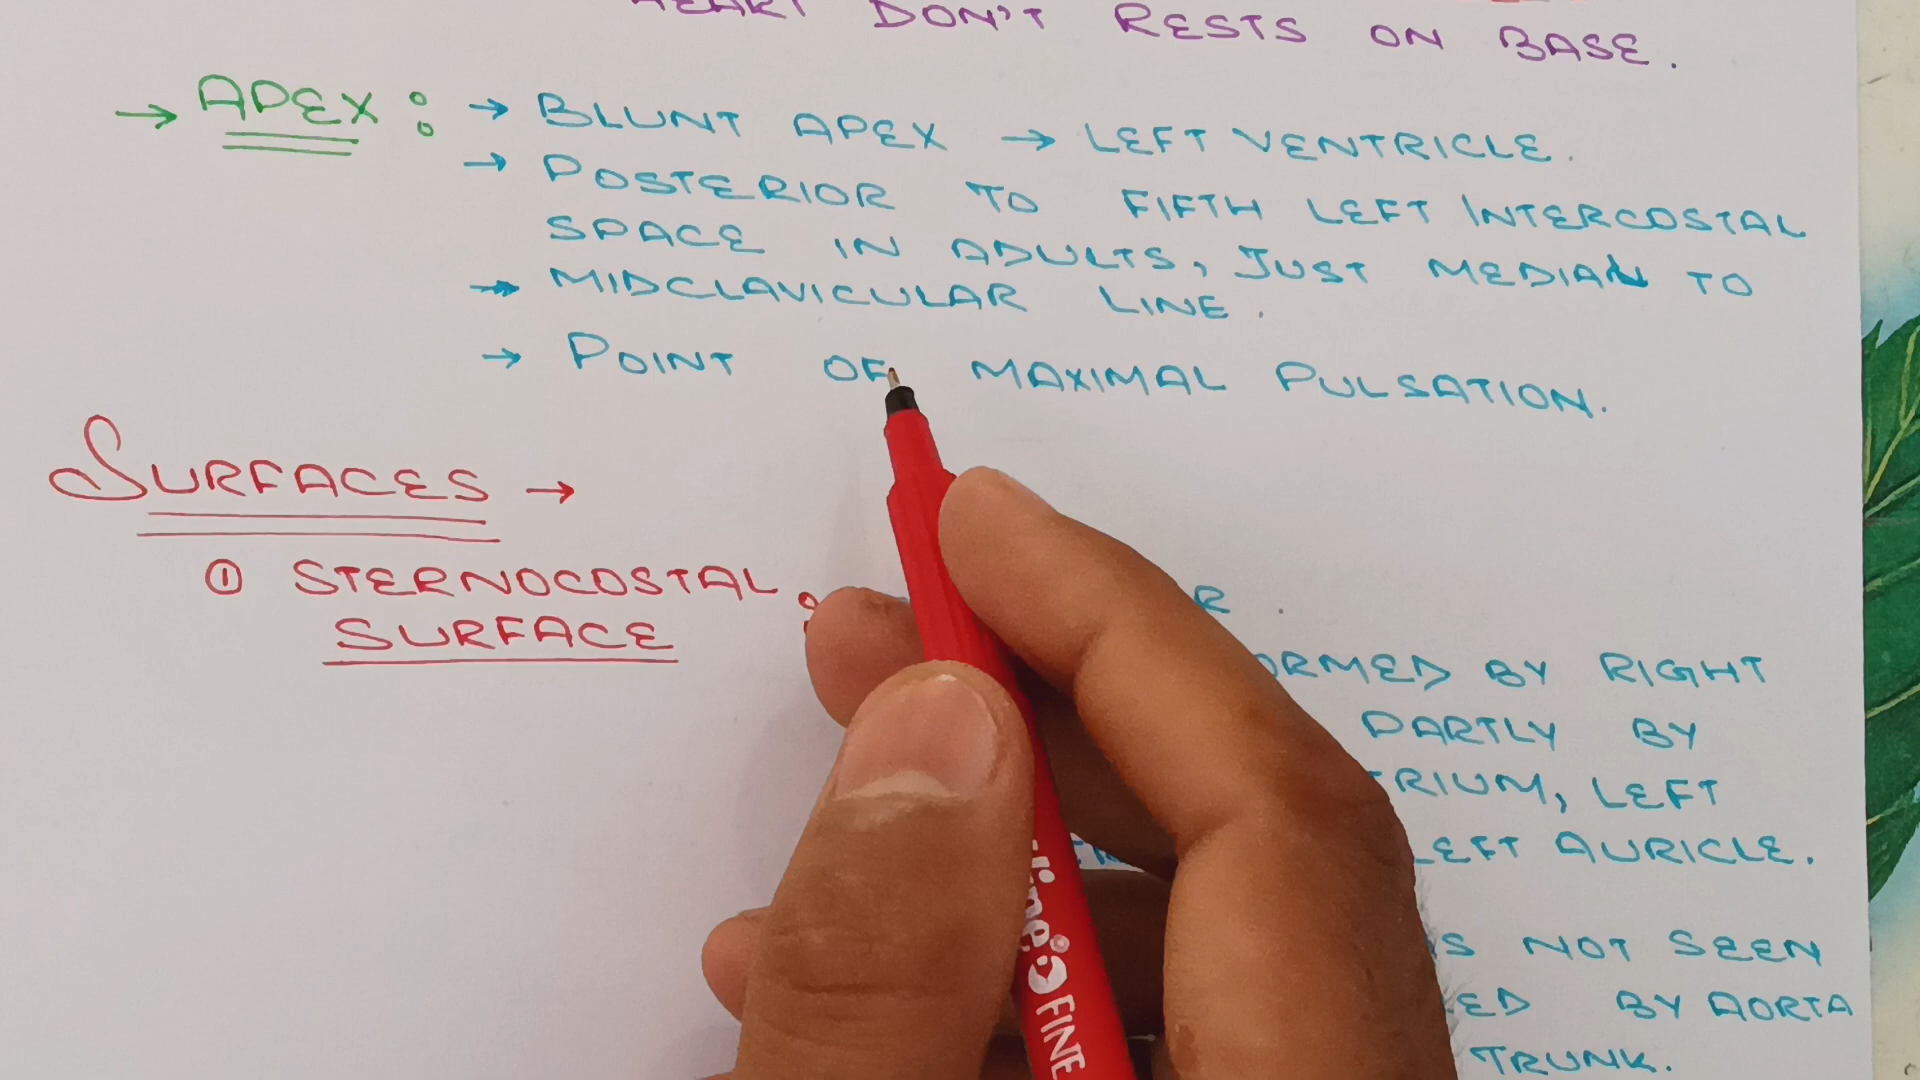 HEART DON'T RESTS ON BASE.
→ APEX : → BLUNT APEX → LEFT VENTRICLE.
→ POSTERIOR TO FIFTH LEFT INTERCOSTAL
SPACE IN ADULTS, JUST MEDIAN TO
→ MIDCLAVICULAR LINE.
→ POINT OF MAXIMAL PULSATION.
SURFACES →
① STERNOCOSTAL :
SURFACE
BY RIGHT
PARTLY BY
LEFT
LEFT AURICLE.
NOT SEEN
BY AORTA
TRUNK.
FINE